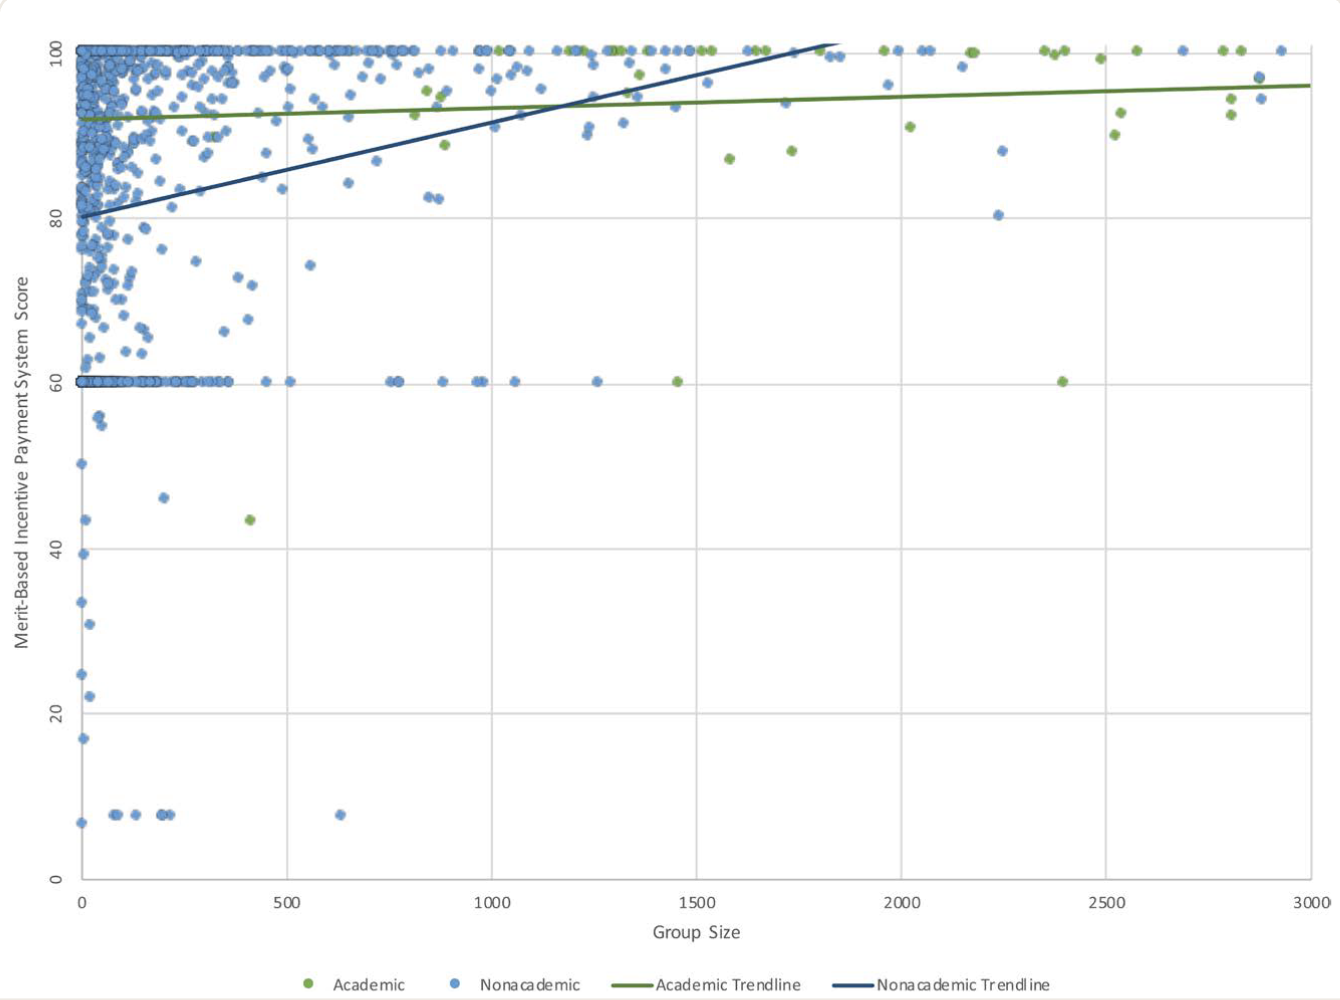 Merit-Based Incentive Payment System Score
100
80
60
40
20
0
0 500 1000 1500 2000 2500 3000
Group Size
Academic Nonacademic Academic Trendline Nonacademic Trendline